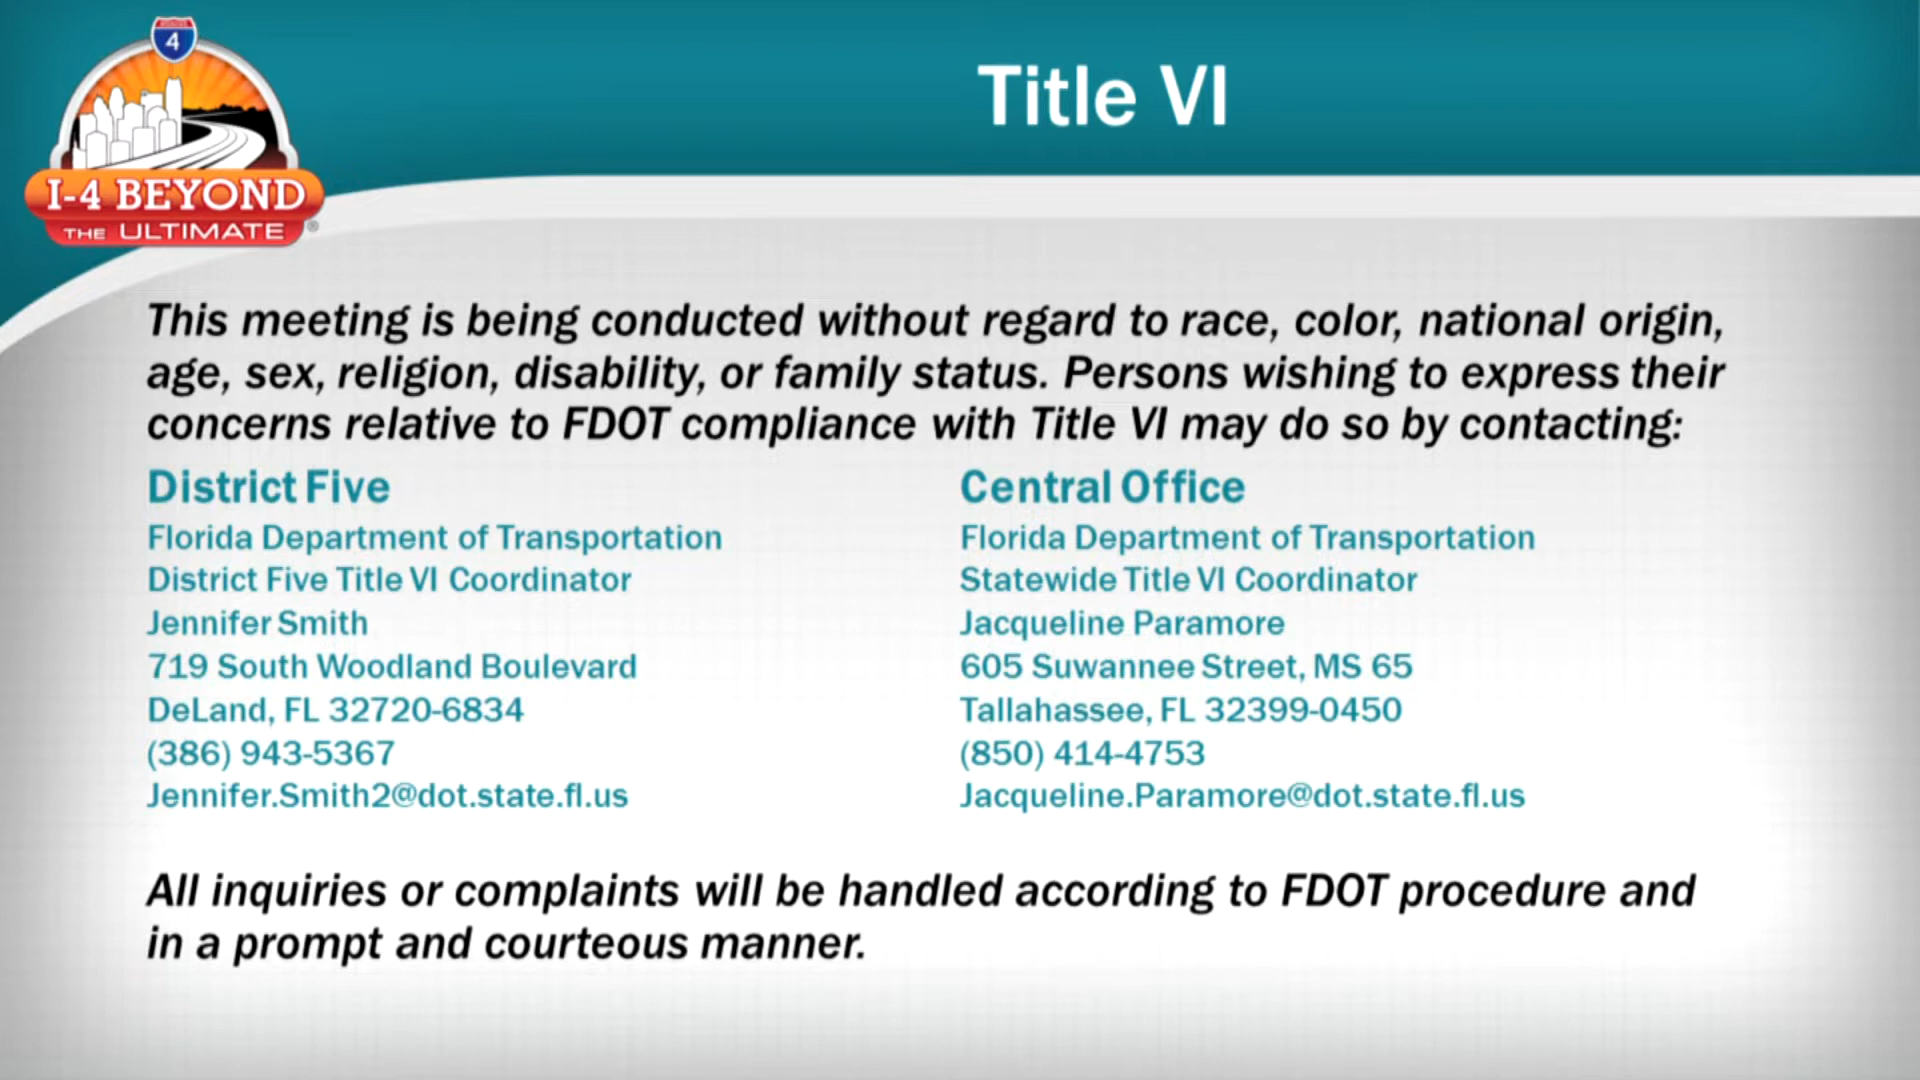 4
I-4 BEYOND
THE ULTIMATE®
Title VI
This meeting is being conducted without regard to race, color, national origin,
age, sex, religion, disability, or family status. Persons wishing to express their
concerns relative to FDOT compliance with Title VI may do so by contacting:
District Five
Florida Department of Transportation
District Five Title VI Coordinator
Jennifer Smith
719 South Woodland Boulevard
DeLand, FL 32720-6834
(386) 943-5367
Jennifer.Smith2@dot.state.fl.us
Central Office
Florida Department of Transportation
Statewide Title VI Coordinator
Jacqueline Paramore
605 Suwannee Street, MS 65
Tallahassee, FL 32399-0450
(850) 414-4753
Jacqueline.Paramore@dot.state.fl.us
All inquiries or complaints will be handled according to FDOT procedure and
in a prompt and courteous manner.